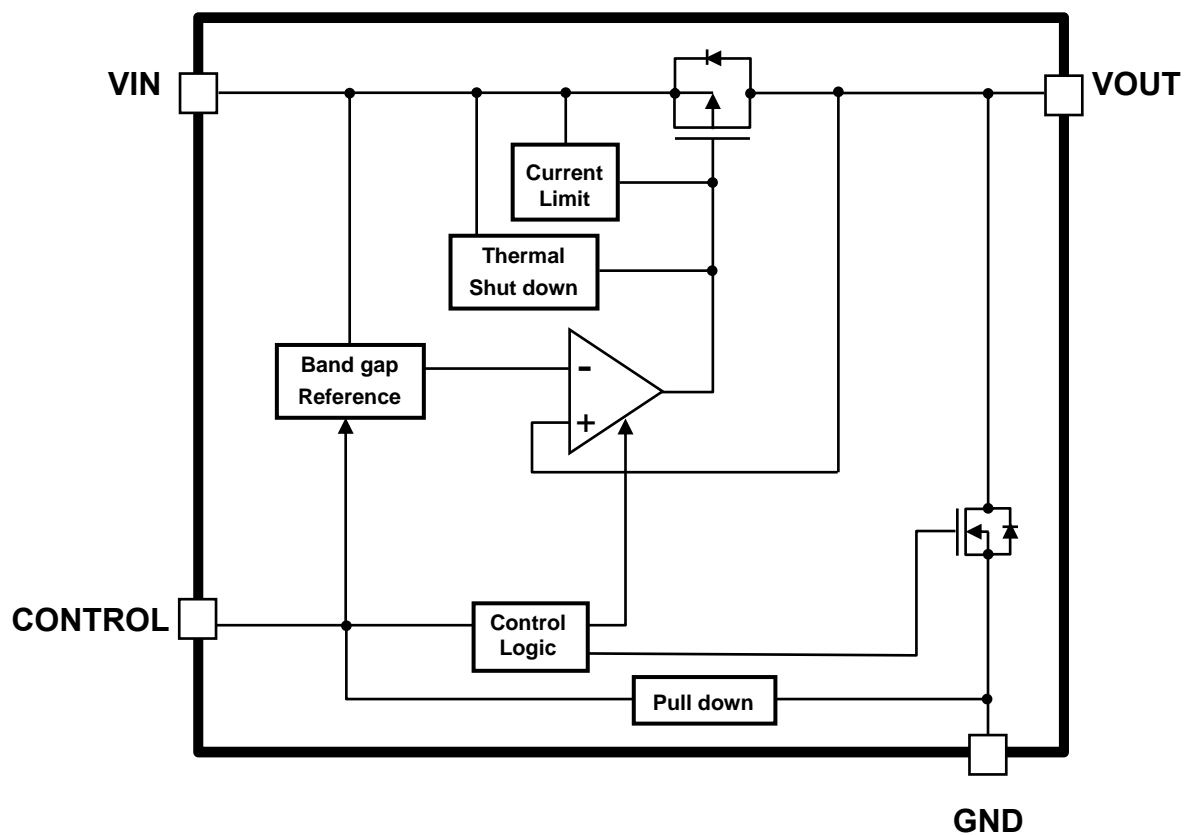 VIN
VOUT
Current
Limit
Thermal
Shut down
Band gap
Reference
-
+
CONTROL
Control
Logic
Pull down
GND